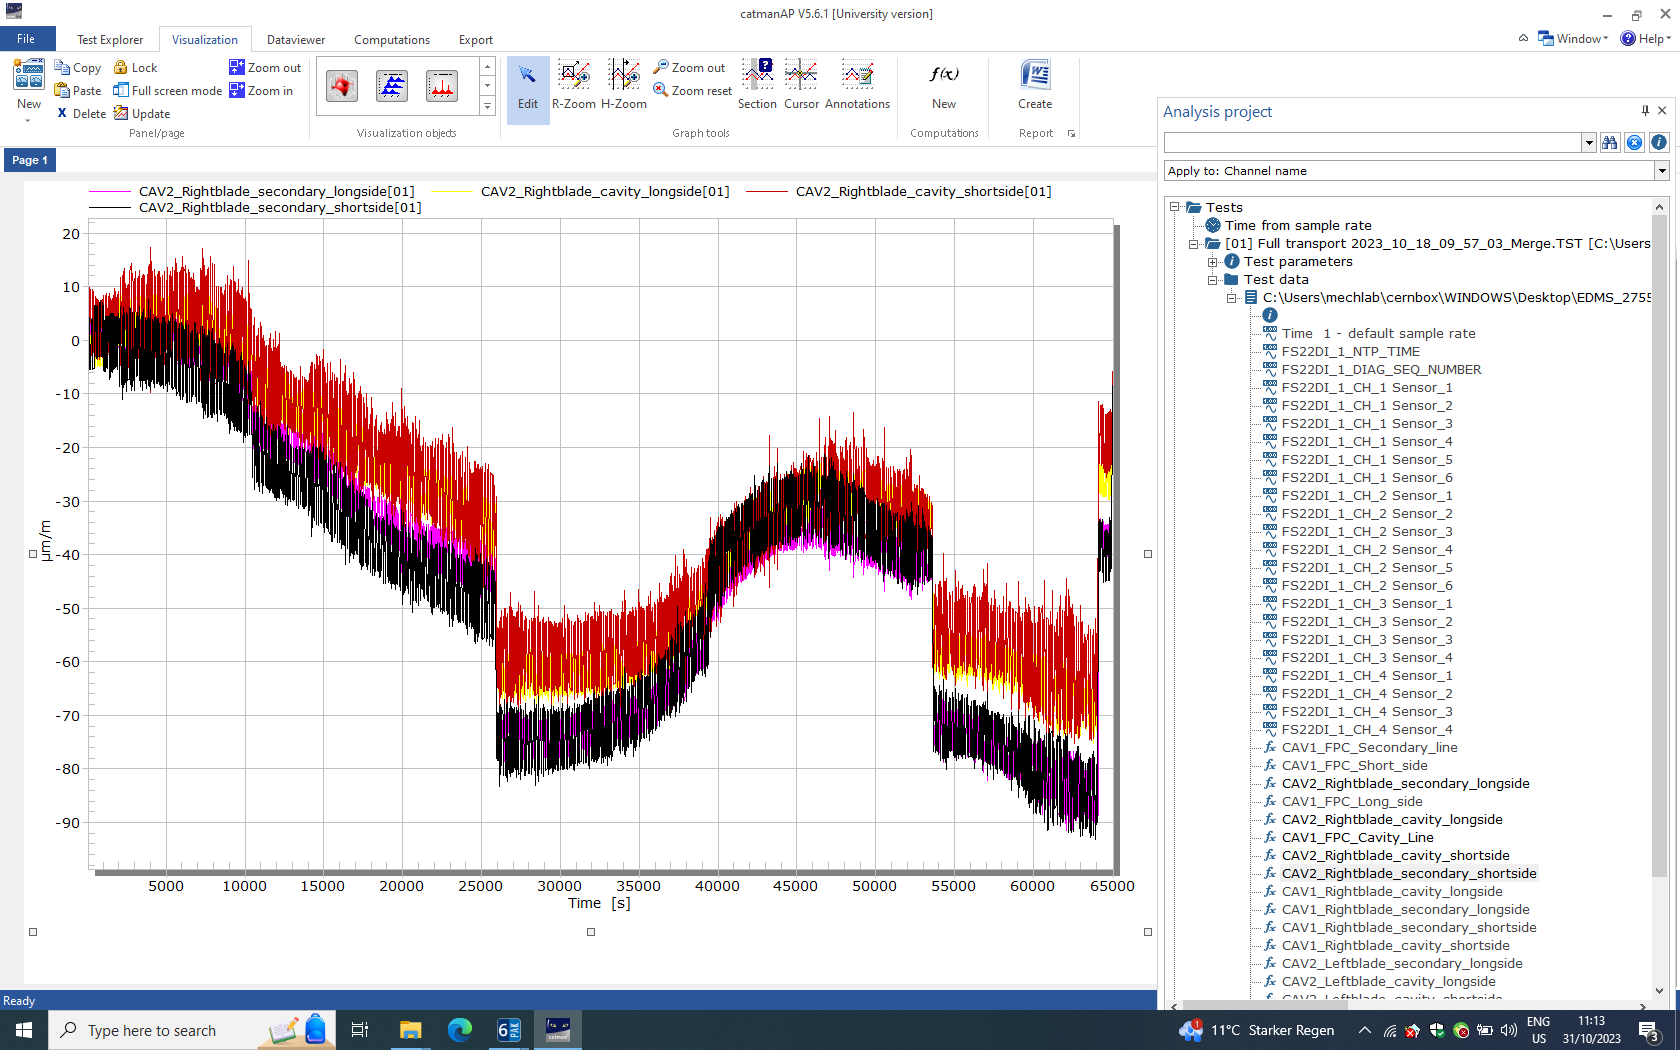 catmanAP V5.6.1 [University version]
File Test Explorer Visualization Dataviewer Computations Export Window Help
New Copy Paste Delete Lock Full screen mode Update Zoom out Zoom in
Panel/page
Visualization objects
Edit R-Zoom H-Zoom Zoom out Zoom reset Section Cursor Annotations
Graph tools
f(x) New
Computations
Create
Report
Page 1
CAV2_Rightblade_secondary_longside[01] CAV2_Rightblade_cavity_longside[01] CAV2_Rightblade_cavity_shortside[01]
CAV2_Rightblade_secondary_shortside[01]
20
10
0
-10
-20
-30
-40
-50
-60
-70
-80
-90
µm/m
5000 10000 15000 20000 25000 30000 35000 40000 45000 50000 55000 60000 65000
Time [s]
Analysis project
Apply to: Channel name
Tests
Time from sample rate
[01] Full transport 2023_10_18_09_57_03_Merge.TST [C:\Users
Test parameters
Test data
C:\Users\mechlab\cernbox\WINDOWS\Desktop\EDMS_2755
Time 1 - default sample rate
FS22DI_1_NTP_TIME
FS22DI_1_DIAG_SEQ_NUMBER
FS22DI_1_CH_1 Sensor_1
FS22DI_1_CH_1 Sensor_2
FS22DI_1_CH_1 Sensor_3
FS22DI_1_CH_1 Sensor_4
FS22DI_1_CH_1 Sensor_5
FS22DI_1_CH_1 Sensor_6
FS22DI_1_CH_2 Sensor_1
FS22DI_1_CH_2 Sensor_2
FS22DI_1_CH_2 Sensor_3
FS22DI_1_CH_2 Sensor_4
FS22DI_1_CH_2 Sensor_5
FS22DI_1_CH_2 Sensor_6
FS22DI_1_CH_3 Sensor_1
FS22DI_1_CH_3 Sensor_2
FS22DI_1_CH_3 Sensor_3
FS22DI_1_CH_3 Sensor_4
FS22DI_1_CH_4 Sensor_1
FS22DI_1_CH_4 Sensor_2
FS22DI_1_CH_4 Sensor_3
FS22DI_1_CH_4 Sensor_4
CAV1_FPC_Secondary_line
CAV1_FPC_Short_side
CAV2_Rightblade_secondary_longside
CAV1_FPC_Long_side
CAV2_Rightblade_cavity_longside
CAV1_FPC_Cavity_Line
CAV2_Rightblade_cavity_shortside
CAV2_Rightblade_secondary_shortside
CAV1_Rightblade_cavity_longside
CAV1_Rightblade_secondary_longside
CAV1_Rightblade_secondary_shortside
CAV1_Rightblade_cavity_shortside
CAV2_Leftblade_secondary_longside
CAV2_Leftblade_cavity_longside
CAV2_Leftblade_cavity_shortside
Ready
Type here to search
11°C Starker Regen
ENG
US
11:13
31/10/2023
3